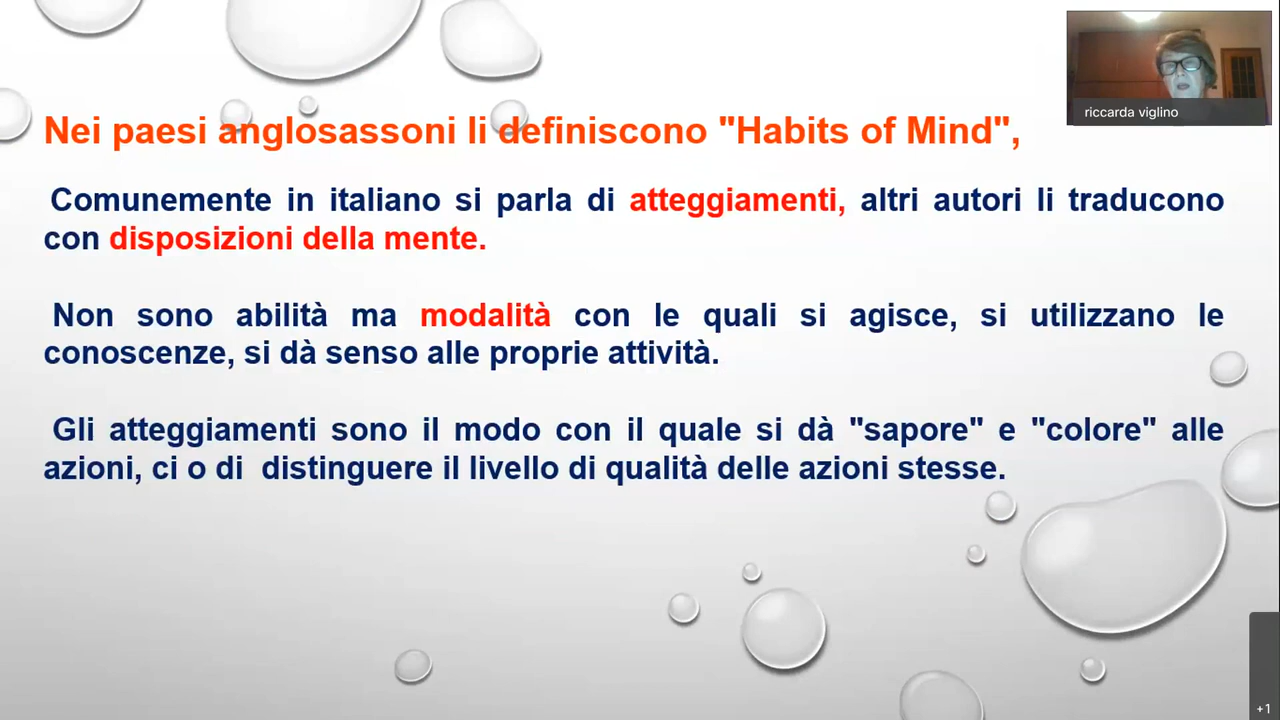 riccarda viglino
Nei paesi anglosassoni li definiscono "Habits of Mind",
Comunemente in italiano si parla di atteggiamenti, altri autori li traducono
con disposizioni della mente.
Non sono abilità ma modalità con le quali si agisce, si utilizzano le
conoscenze, si dà senso alle proprie attività.
Gli atteggiamenti sono il modo con il quale si dà "sapore" e "colore" alle
azioni, ci o di distinguere il livello di qualità delle azioni stesse.
+1